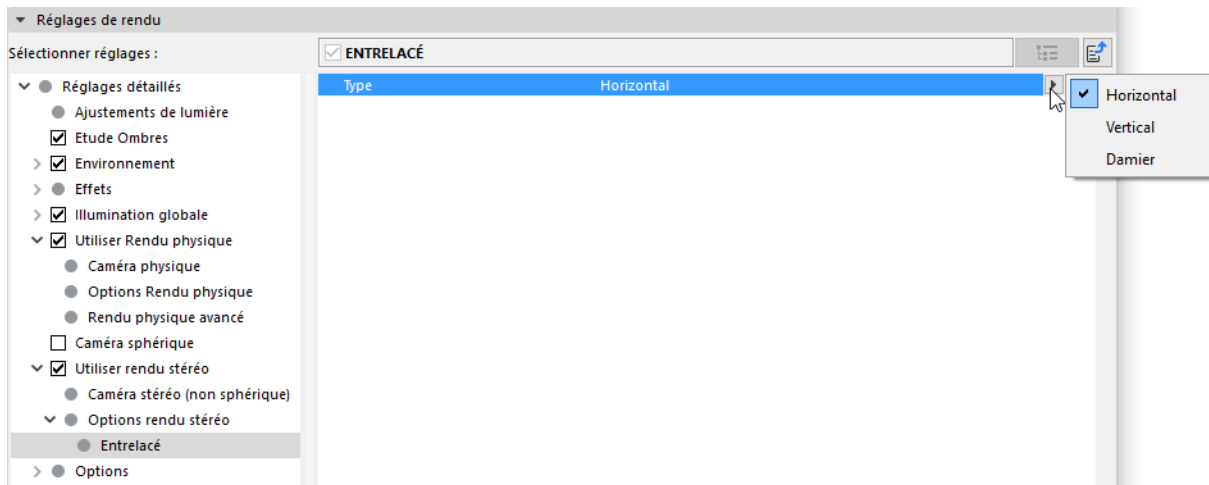 Réglages de rendu
Sélectionner réglages :
ENTRELACÉ
Réglages détaillés
Type Horizontal
Horizontal
Ajustements de lumière
Vertical
Etude Ombres
Damier
Environnement
Effets
Illumination globale
Utiliser Rendu physique
Caméra physique
Options Rendu physique
Rendu physique avancé
Caméra sphérique
Utiliser rendu stéréo
Caméra stéréo (non sphérique)
Options rendu stéréo
Entrelacé
Options